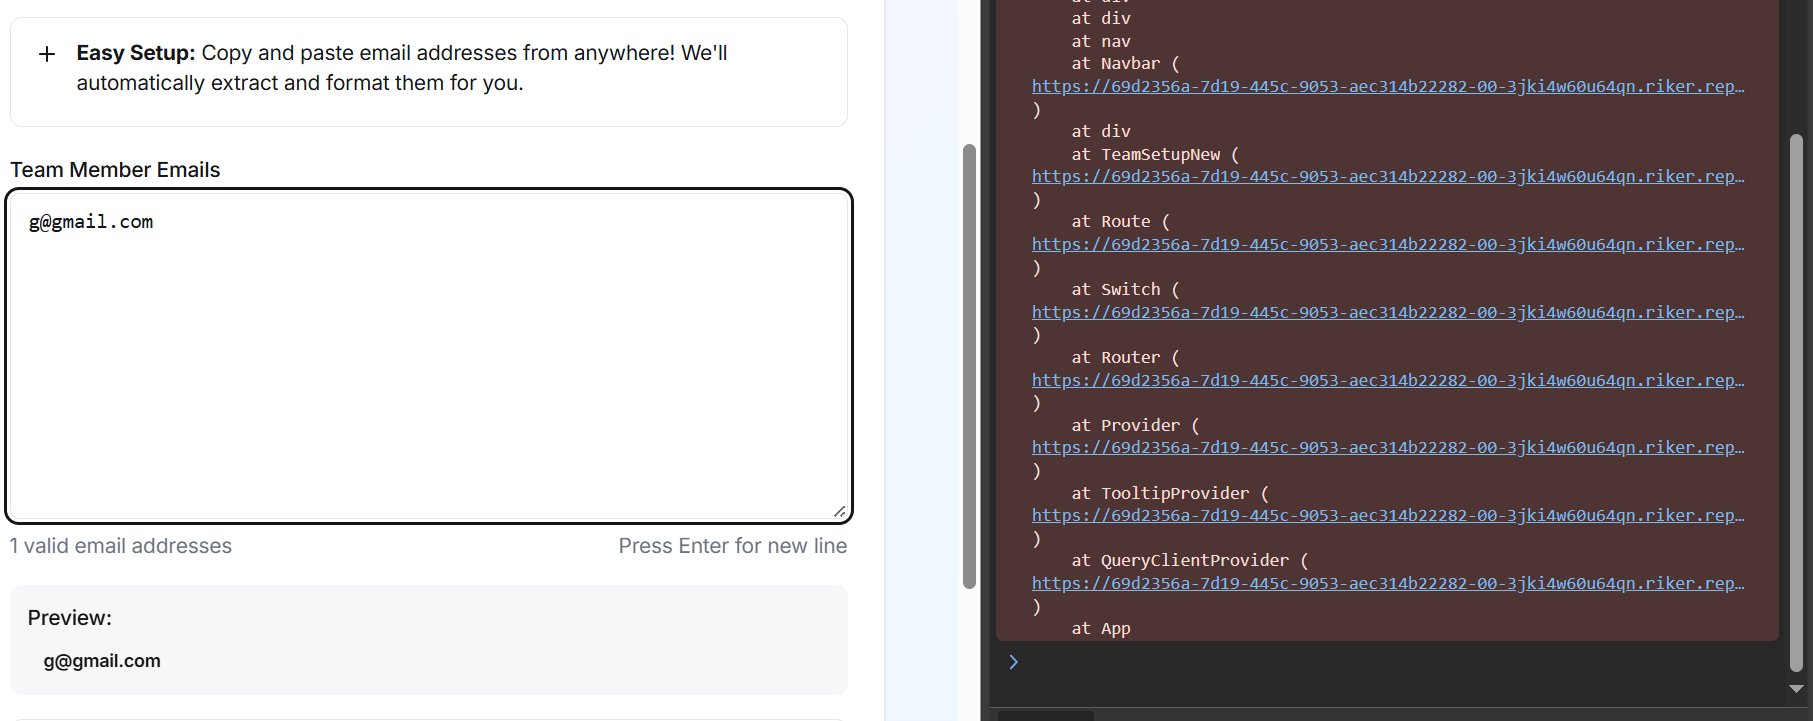 Easy Setup: Copy and paste email addresses from anywhere! We'll
automatically extract and format them for you.
Team Member Emails
g@gmail.com
1 valid email addresses
Press Enter for new line
Preview:
g@gmail.com
at div
at div
at nav
at Navbar (
https://69d2356a-7d19-445c-9053-aec314b22282-00-3jki4w60u64qn.riker.rep…
)
at div
at TeamSetupNew (
https://69d2356a-7d19-445c-9053-aec314b22282-00-3jki4w60u64qn.riker.rep…
)
at Route (
https://69d2356a-7d19-445c-9053-aec314b22282-00-3jki4w60u64qn.riker.rep…
)
at Switch (
https://69d2356a-7d19-445c-9053-aec314b22282-00-3jki4w60u64qn.riker.rep…
)
at Router (
https://69d2356a-7d19-445c-9053-aec314b22282-00-3jki4w60u64qn.riker.rep…
)
at Provider (
https://69d2356a-7d19-445c-9053-aec314b22282-00-3jki4w60u64qn.riker.rep…
)
at TooltipProvider (
https://69d2356a-7d19-445c-9053-aec314b22282-00-3jki4w60u64qn.riker.rep…
)
at QueryClientProvider (
https://69d2356a-7d19-445c-9053-aec314b22282-00-3jki4w60u64qn.riker.rep…
)
at App